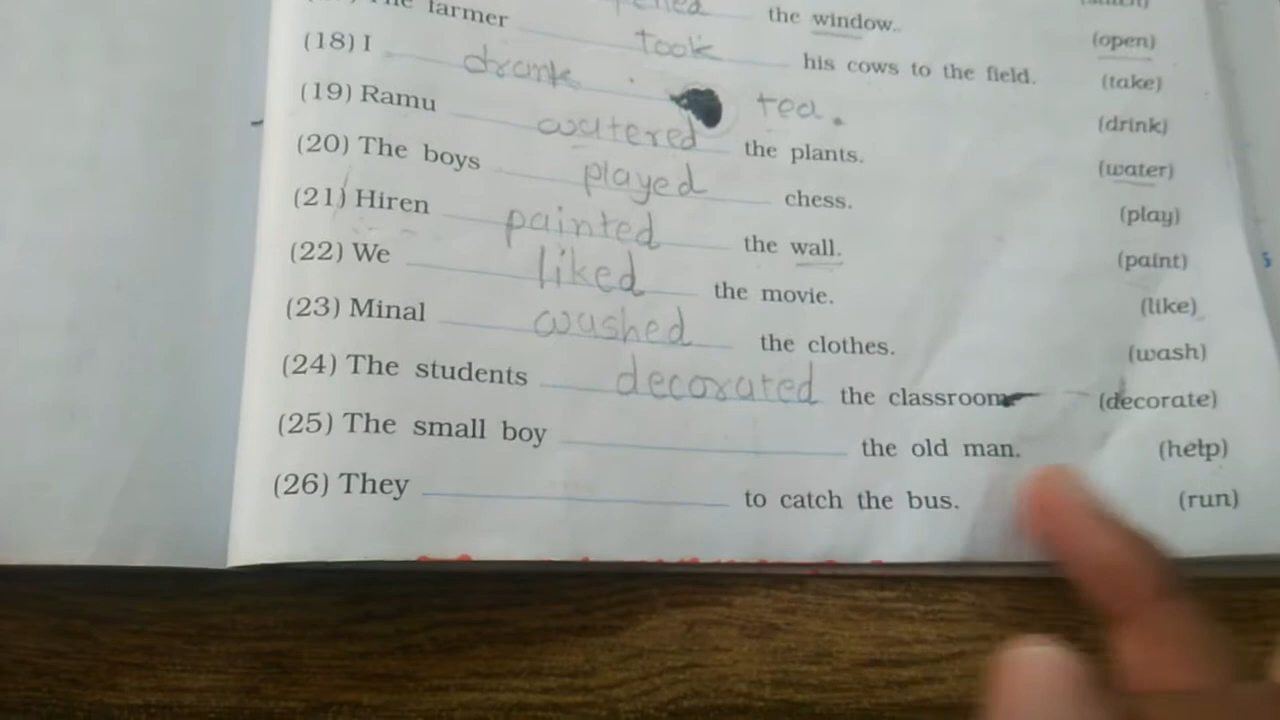 the window.. 
The farmer took his cows to the field. (open)
(18) I drank tea. (take)
(19) Ramu watered the plants. (drink)
(20) The boys played chess. (water)
(21) Hiren painted the wall. (play)
(22) We liked the movie. (paint)
(23) Minal washed the clothes. (like)
(24) The students decorated the classroom (wash)
(25) The small boy the old man. (decorate)
(26) They to catch the bus. (help)
(run)
5